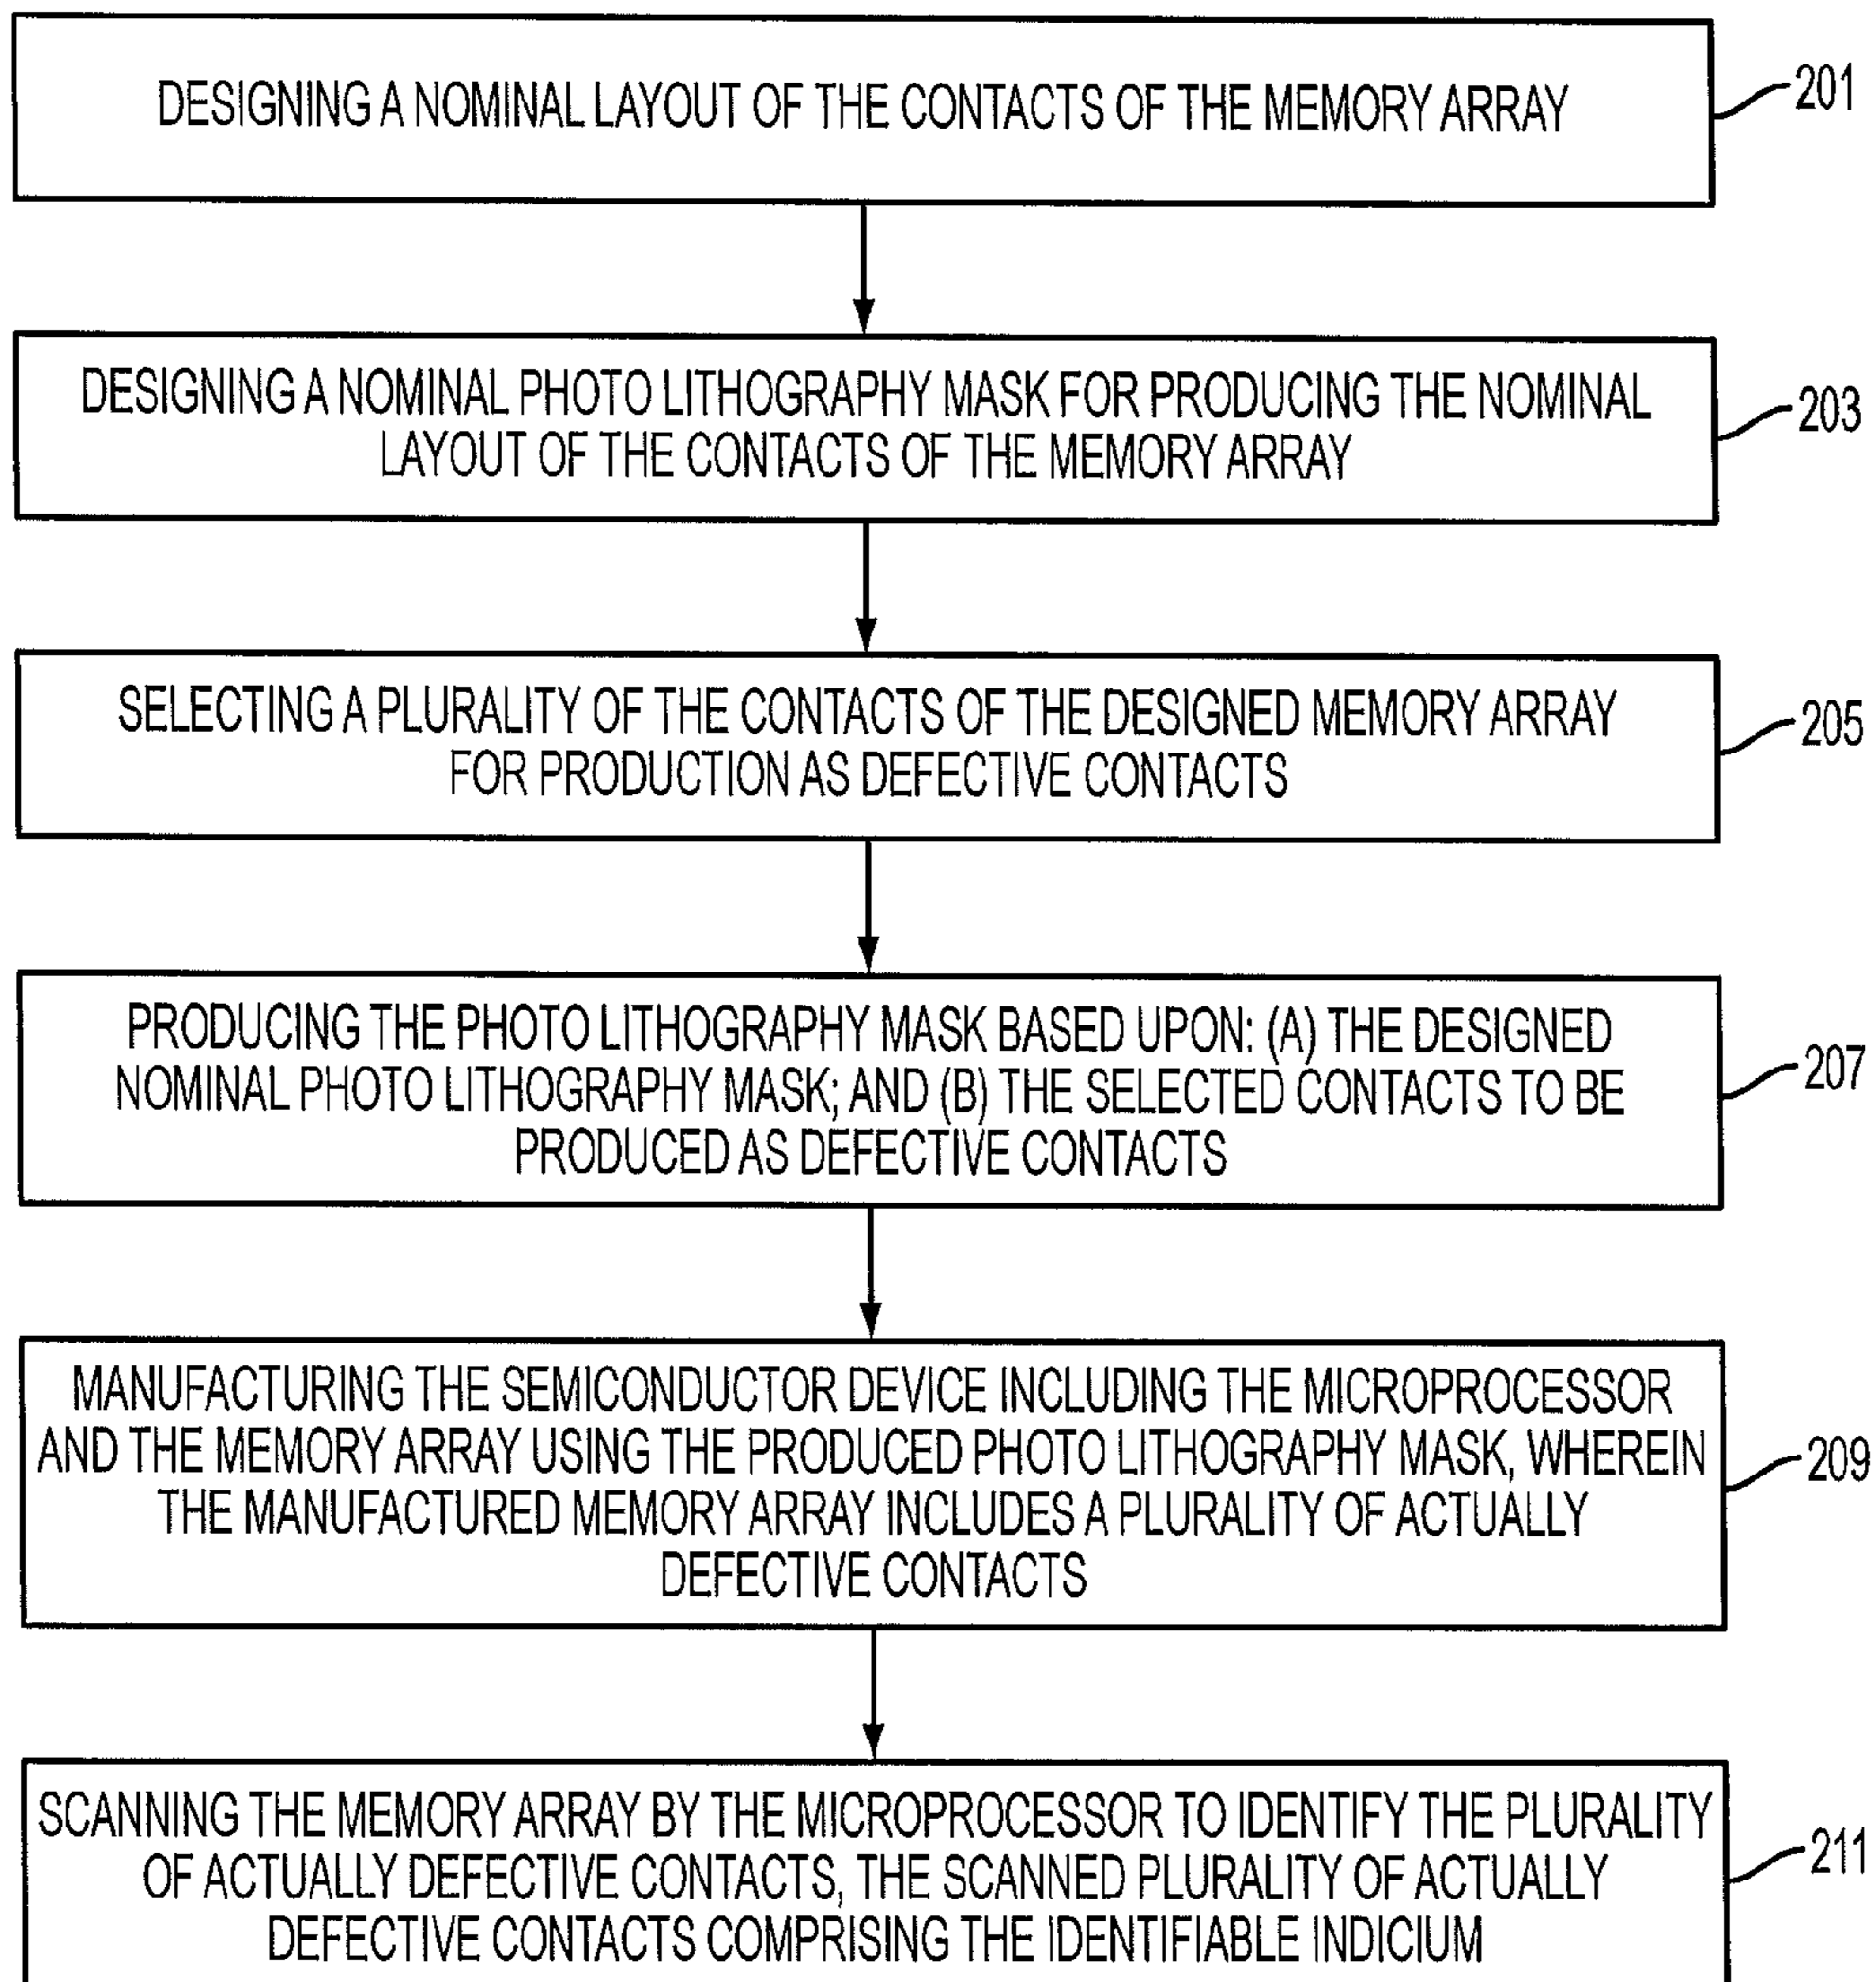 DESIGNING A NOMINAL LAYOUT OF THE CONTACTS OF THE MEMORY ARRAY
201
DESIGNING A NOMINAL PHOTO LITHOGRAPHY MASK FOR PRODUCING THE NOMINAL
LAYOUT OF THE CONTACTS OF THE MEMORY ARRAY
203
SELECTING A PLURALITY OF THE CONTACTS OF THE DESIGNED MEMORY ARRAY
FOR PRODUCTION AS DEFECTIVE CONTACTS
205
PRODUCING THE PHOTO LITHOGRAPHY MASK BASED UPON: (A) THE DESIGNED
NOMINAL PHOTO LITHOGRAPHY MASK; AND (B) THE SELECTED CONTACTS TO BE
PRODUCED AS DEFECTIVE CONTACTS
207
MANUFACTURING THE SEMICONDUCTOR DEVICE INCLUDING THE MICROPROCESSOR
AND THE MEMORY ARRAY USING THE PRODUCED PHOTO LITHOGRAPHY MASK, WHEREIN
THE MANUFACTURED MEMORY ARRAY INCLUDES A PLURALITY OF ACTUALLY
DEFECTIVE CONTACTS
209
SCANNING THE MEMORY ARRAY BY THE MICROPROCESSOR TO IDENTIFY THE PLURALITY
OF ACTUALLY DEFECTIVE CONTACTS, THE SCANNED PLURALITY OF ACTUALLY
DEFECTIVE CONTACTS COMPRISING THE IDENTIFIABLE INDICIUM
211